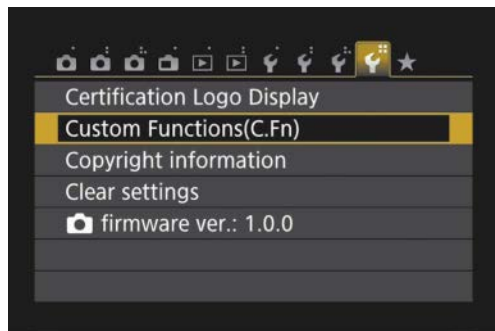 Certification Logo Display
Custom Functions(C.Fn)
Copyright information
Clear settings
firmware ver.: 1.0.0